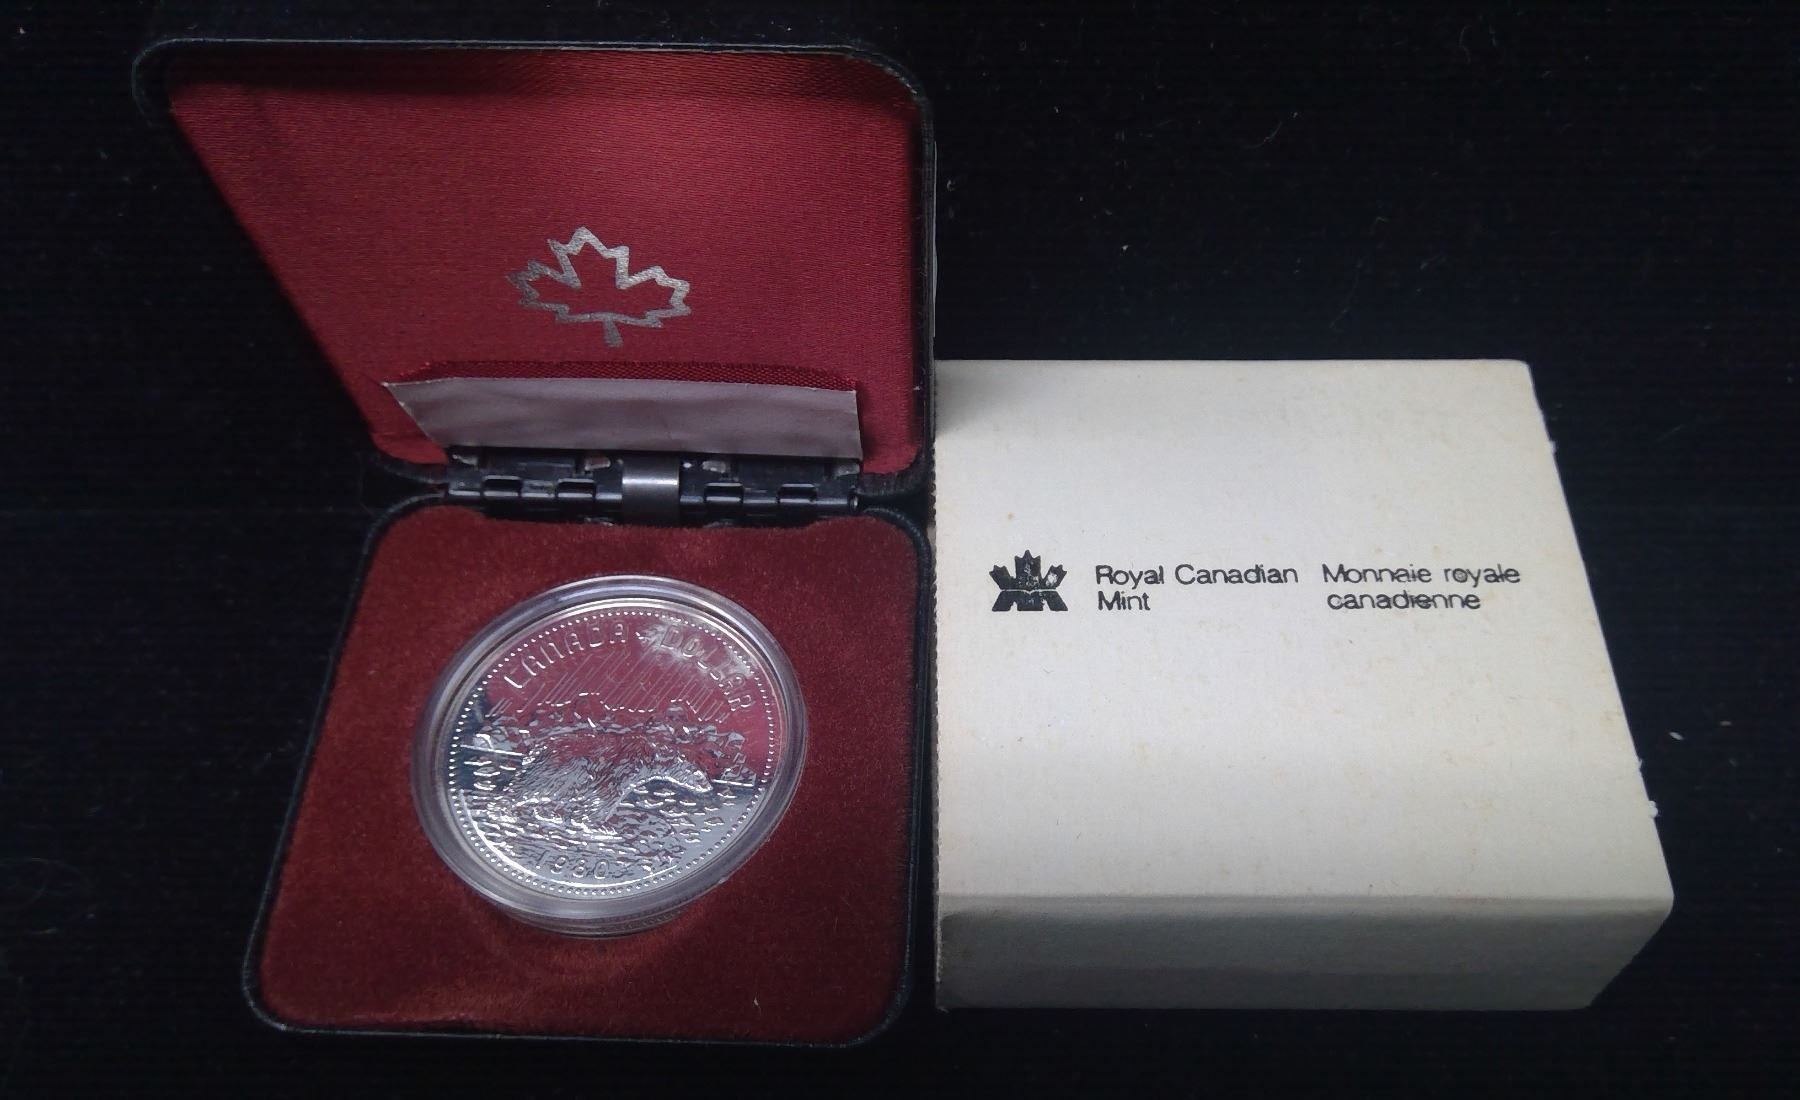 CANADA DOLLAR
1980
Royal Canadian Mint
Monnaie royale canadienne